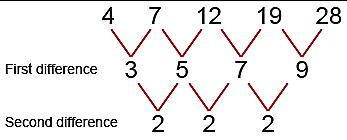 4 7 12 19 28
First difference 3 5 7 9
Second difference 2 2 2